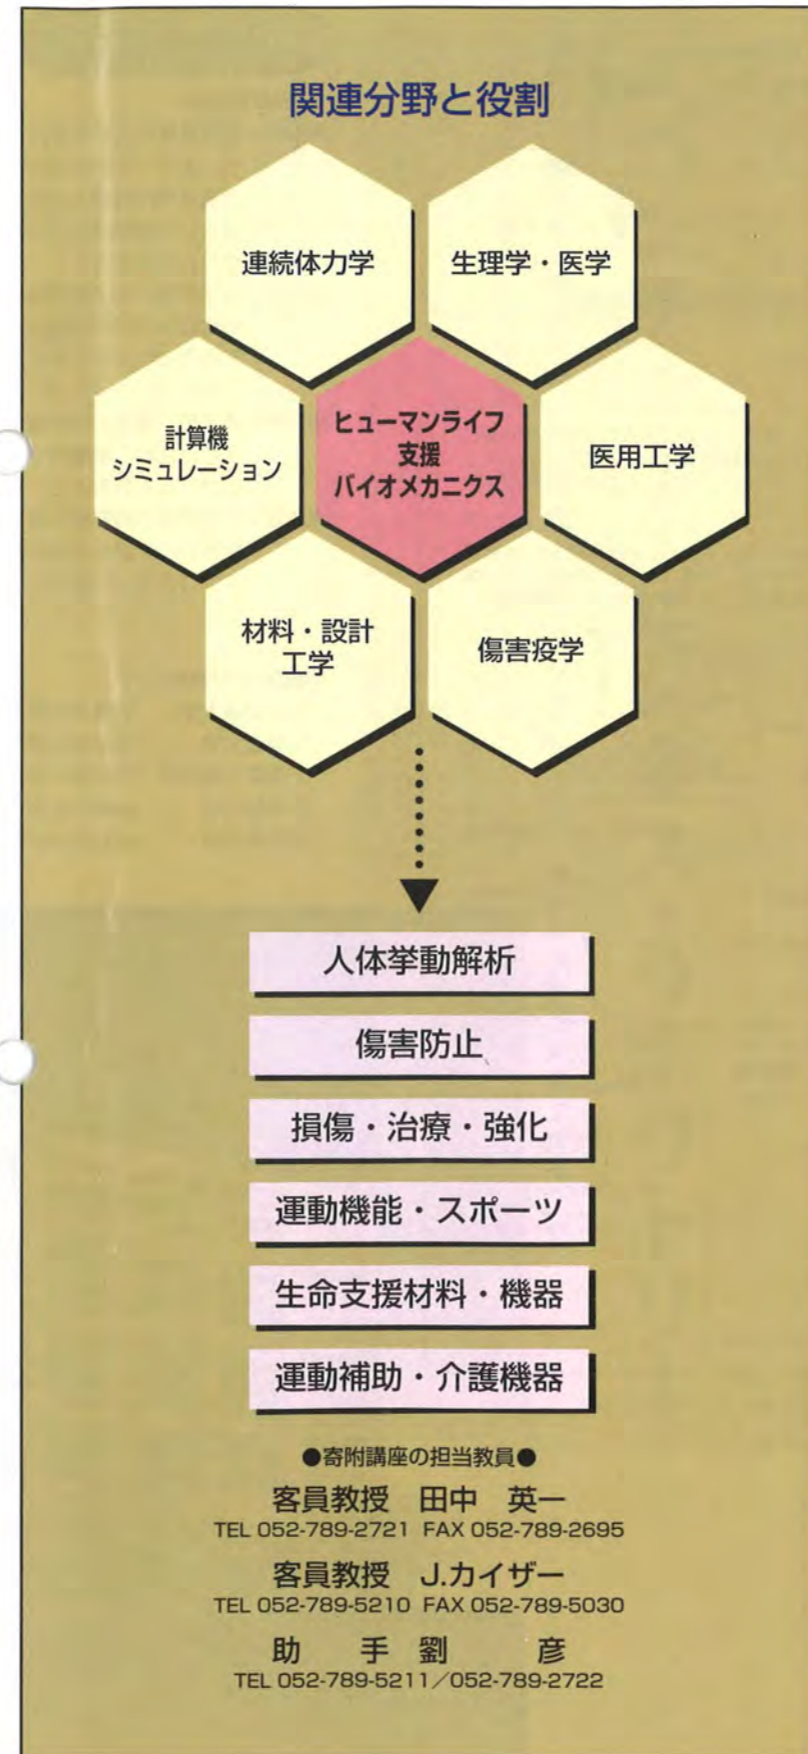 関連分野と役割
連続体力学
生理学・医学
計算機
シミュレーション
ヒューマンライフ
支援
バイオメカニクス
医用工学
材料・設計
工学
傷害疫学
人体挙動解析
傷害防止
損傷・治療・強化
運動機能・スポーツ
生命支援材料・機器
運動補助・介護機器
●寄附講座の担当教員●
客員教授 田中 英一
TEL 052-789-2721 FAX 052-789-2695
客員教授 J.カイザー
TEL 052-789-5210 FAX 052-789-5030
助 手 劉 彦
TEL 052-789-5211／052-789-2722